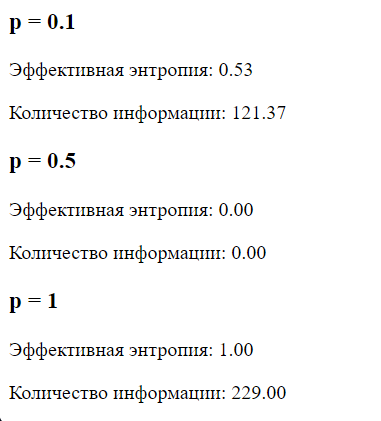 p = 0.1
Эффективная энтропия: 0.53
Количество информации: 121.37
p = 0.5
Эффективная энтропия: 0.00
Количество информации: 0.00
p = 1
Эффективная энтропия: 1.00
Количество информации: 229.00